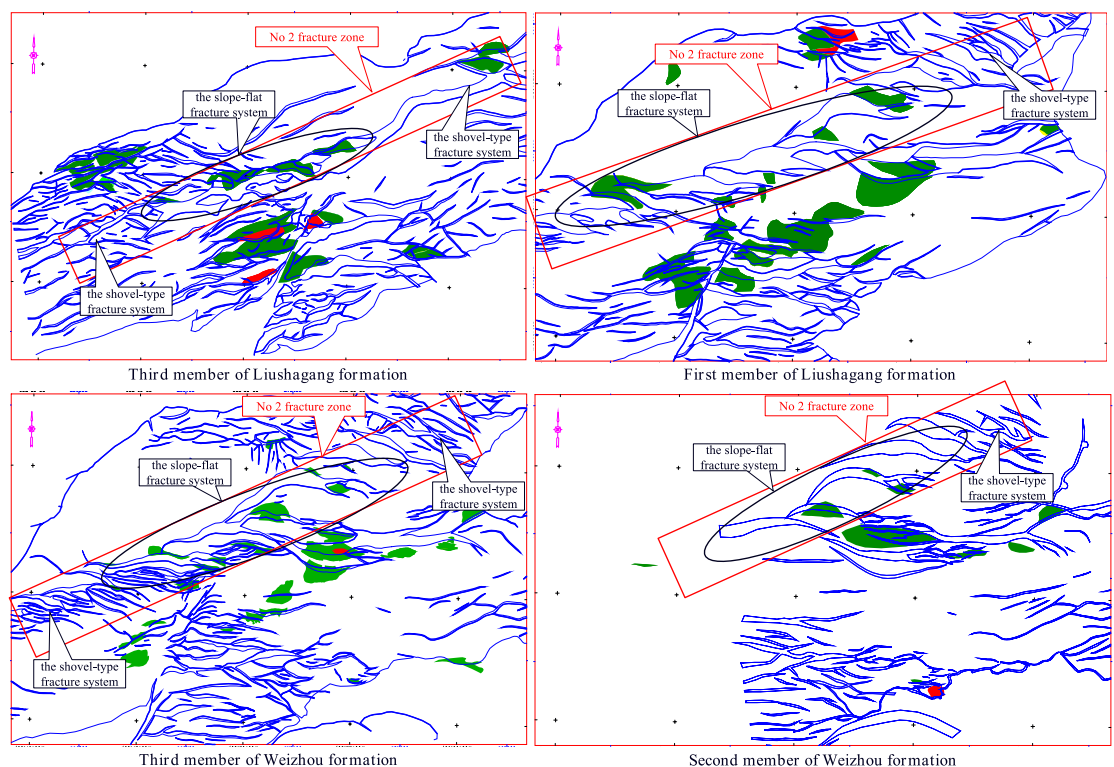 No 2 fracture zone
the slope-flat
fracture system
the shovel-type
fracture system
the shovel-type
fracture system
Third member of Liushagang formation
No 2 fracture zone
the slope-flat
fracture system
the shovel-type
fracture system
First member of Liushagang formation
No 2 fracture zone
the slope-flat
fracture system
the shovel-type
fracture system
the shovel-type
fracture system
Third member of Weizhou formation
No 2 fracture zone
the slope-flat
fracture system
the shovel-type
fracture system
Second member of Weizhou formation